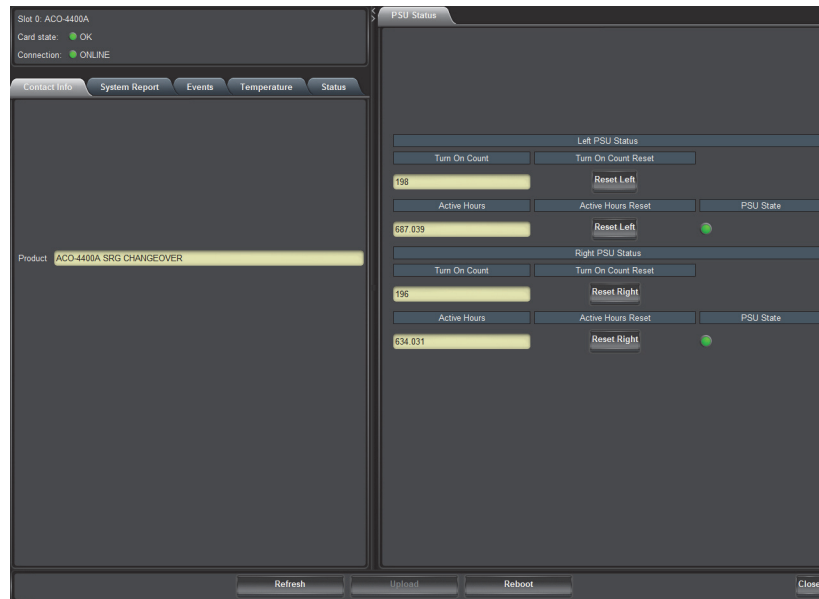 Slot 0: ACO-4400A
Card state: OK
Connection: ONLINE
Contact Info System Report Events Temperature Status
Product ACO-4400A SRG CHANGEOVER
PSU Status
Left PSU Status
Turn On Count Turn On Count Reset
198 Reset Left
Active Hours Active Hours Reset PSU State
687.039 Reset Left
Right PSU Status
Turn On Count Turn On Count Reset
196 Reset Right
Active Hours Active Hours Reset PSU State
634.031 Reset Right
Refresh Upload Reboot Close